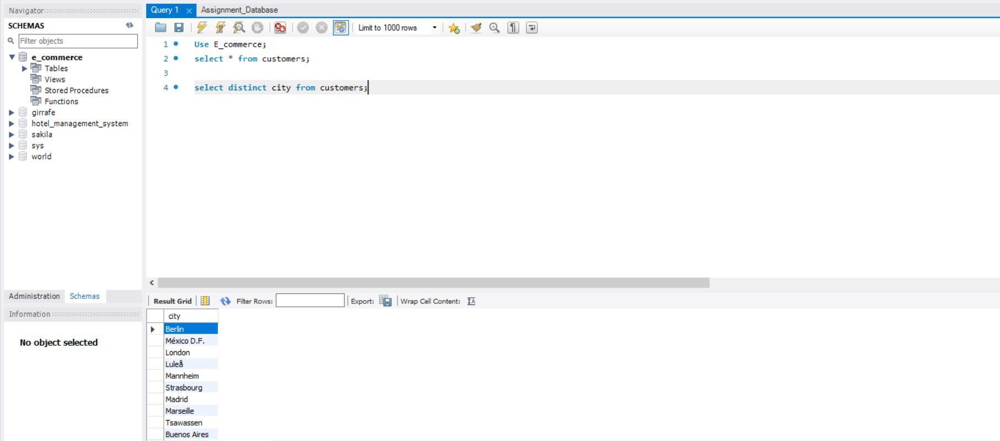 Navigator
SCHEMAS
Filter objects
e_commerce
Tables
Views
Stored Procedures
Functions
girrafe
hotel_management_system
sakila
sys
world
Administration Schemas
Information
No object selected
Query 1 Assignment_Database
Limit to 1000 rows
1 Use E_commerce;
2 select * from customers;
3
4 select distinct city from customers;
Result Grid Filter Rows: Export: Wrap Cell Content:
city
Berlin
México D.F.
London
Luleå
Mannheim
Strasbourg
Madrid
Marseille
Tsawassen
Buenos Aires